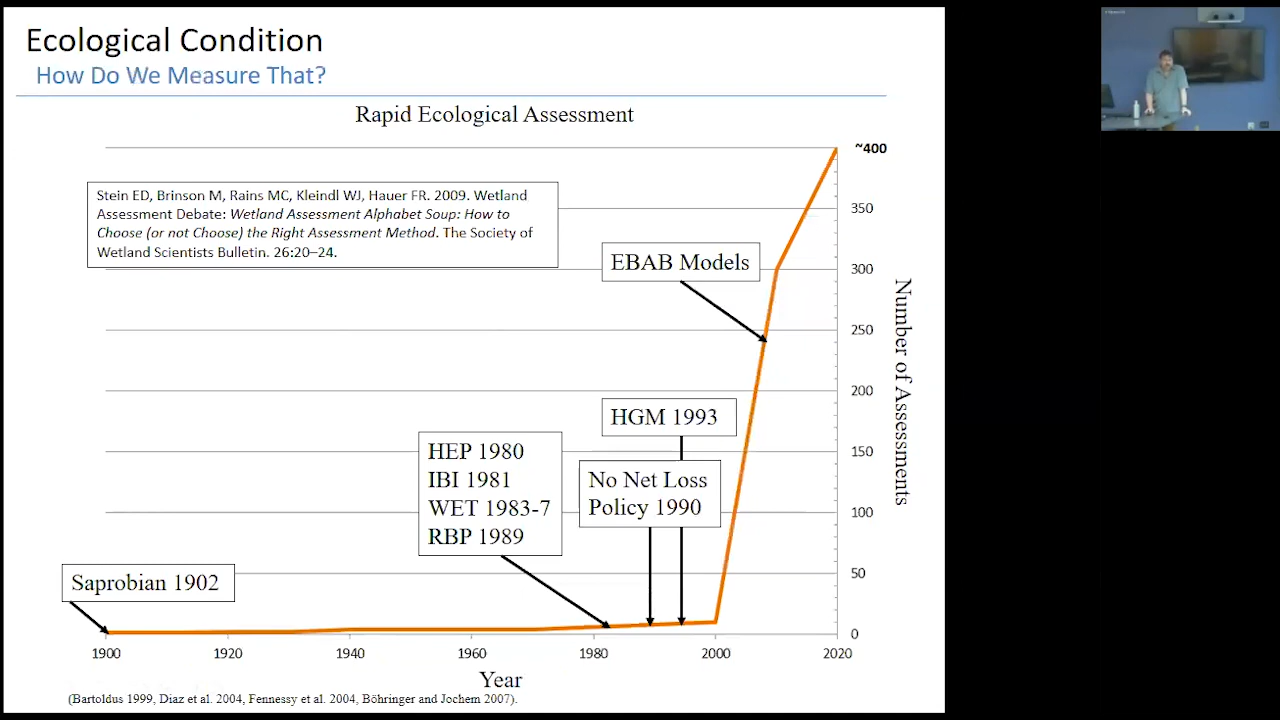 Ecological Condition
How Do We Measure That?
Rapid Ecological Assessment
~400
Stein ED, Brinson M, Rains MC, Kleindl WJ, Hauer FR. 2009. Wetland
Assessment Debate: Wetland Assessment Alphabet Soup: How to
Choose (or not Choose) the Right Assessment Method. The Society of
Wetland Scientists Bulletin. 26:20–24.
350
EBAB Models
300
250
200
HGM 1993
150
HEP 1980
IBI 1981
WET 1983-7
RBP 1989
No Net Loss
Policy 1990
100
Saprobian 1902
50
0
Number of Assessments
1900 1920 1940 1960 1980 2000 2020
Year
(Bartoldus 1999, Diaz et al. 2004, Fennessy et al. 2004, Böhringer and Jochem 2007).